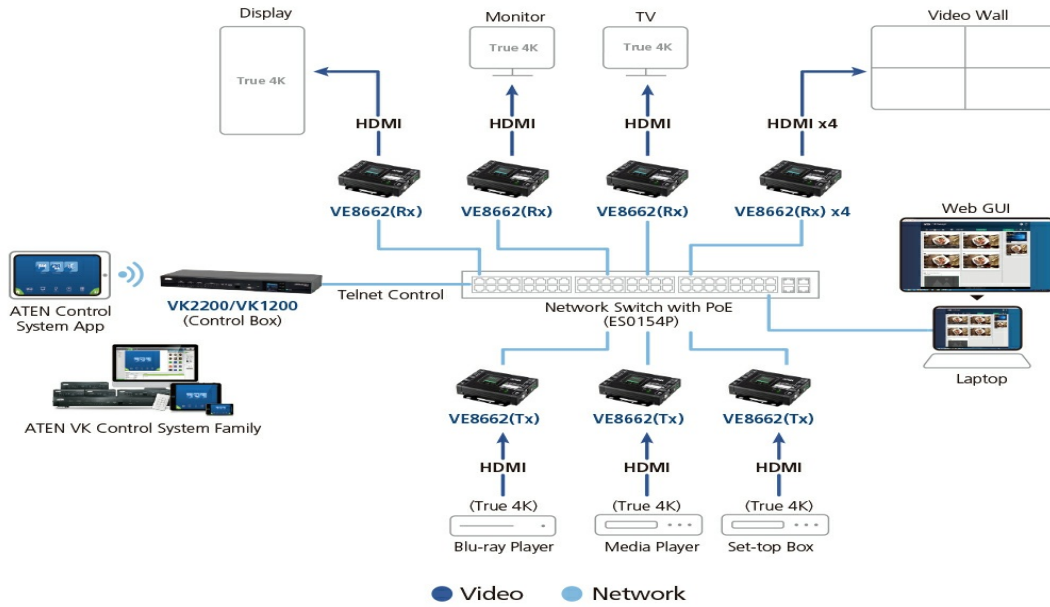 Display
Monitor
TV
Video Wall
True 4K
True 4K
True 4K
HDMI
HDMI
HDMI
HDMI x4
VE8662(Rx)
VE8662(Rx)
VE8662(Rx)
VE8662(Rx) x4
Web GUI
Telnet Control
ATEN Control
System App
VK2200/VK1200
(Control Box)
Network Switch with PoE
(ES0154P)
Laptop
ATEN VK Control System Family
VE8662(Tx)
VE8662(Tx)
VE8662(Tx)
HDMI
HDMI
HDMI
(True 4K)
(True 4K)
(True 4K)
Blu-ray Player
Media Player
Set-top Box
Video
Network